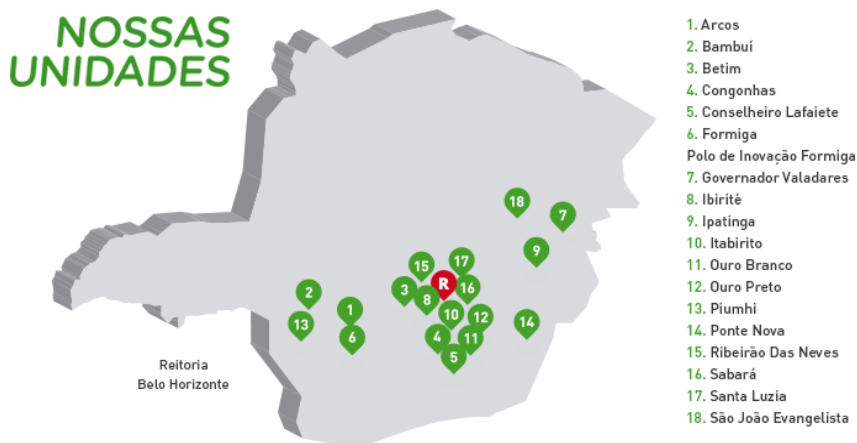 NOSSAS
UNIDADES
18
7
9
15
17
R
3
8
16
2
1
10
12
13
6
4
11
14
5
Reitoria
Belo Horizonte
1. Arcos
2. Bambuí
3. Betim
4. Congonhas
5. Conselheiro Lafaiete
6. Formiga
Polo de Inovação Formiga
7. Governador Valadares
8. Ibirité
9. Ipatinga
10. Itabirito
11. Ouro Branco
12. Ouro Preto
13. Piumhi
14. Ponte Nova
15. Ribeirão Das Neves
16. Sabará
17. Santa Luzia
18. São João Evangelista